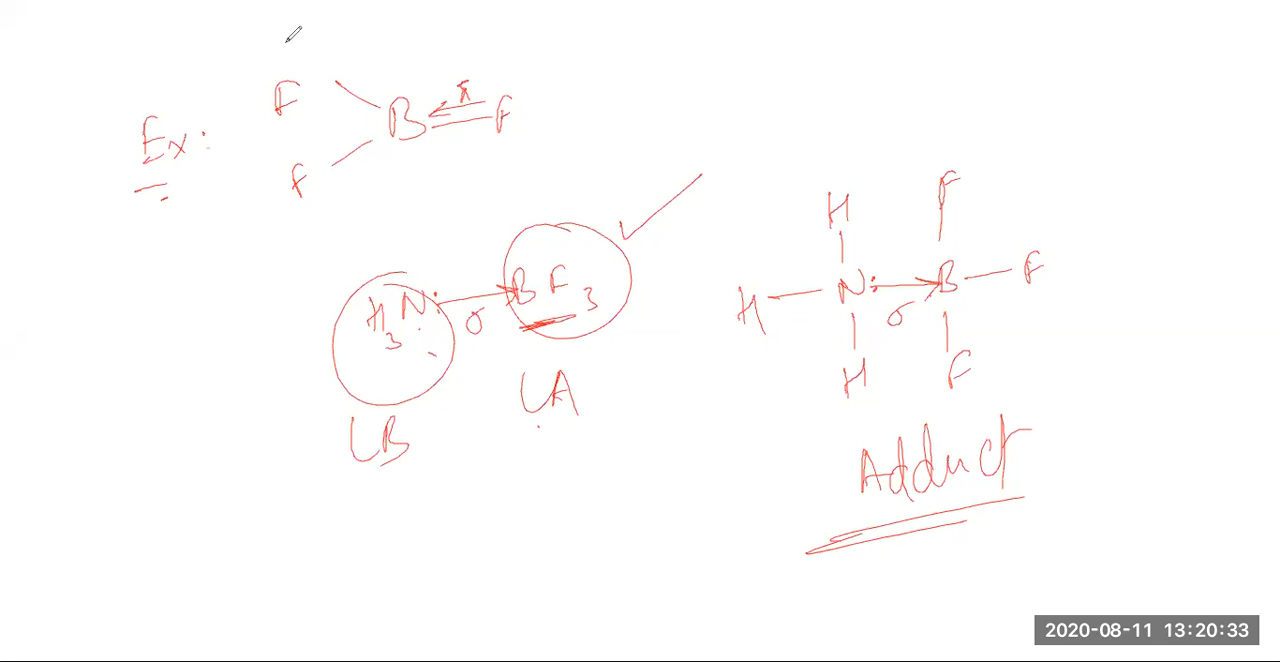 Ex:
F
B
π
F
F
H₃N: → BF₃
σ
LB
LA
H
F
H
N: → B
F
σ
H
F
Adduct
2020-08-11 13:20:33